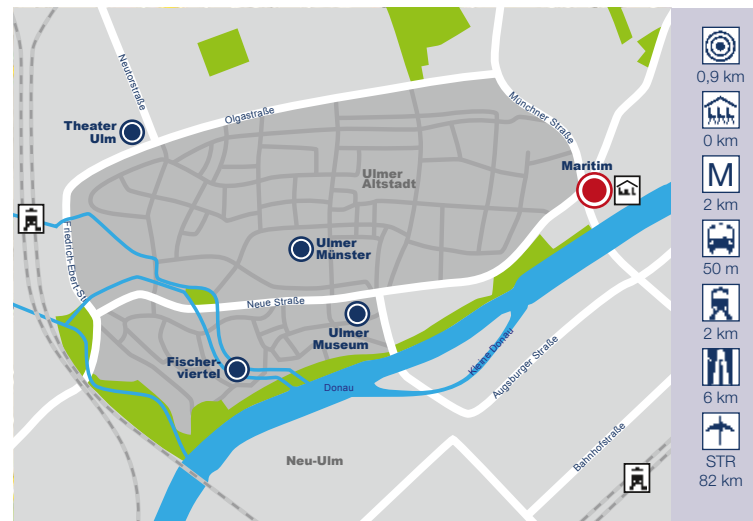 Neutorstraße
Olgastraße
Münchner Straße
Theater
Ulm
Maritim
Ulmer
Altstadt
Friedrich-Ebert-St.
Ulmer
Münster
Neue Straße
Ulmer
Museum
Fischer-
viertel
Donau
Kleine Donau
Augsburger Straße
Bahnhofstraße
Neu-Ulm
0,9 km
0 km
M
2 km
50 m
2 km
6 km
STR
82 km